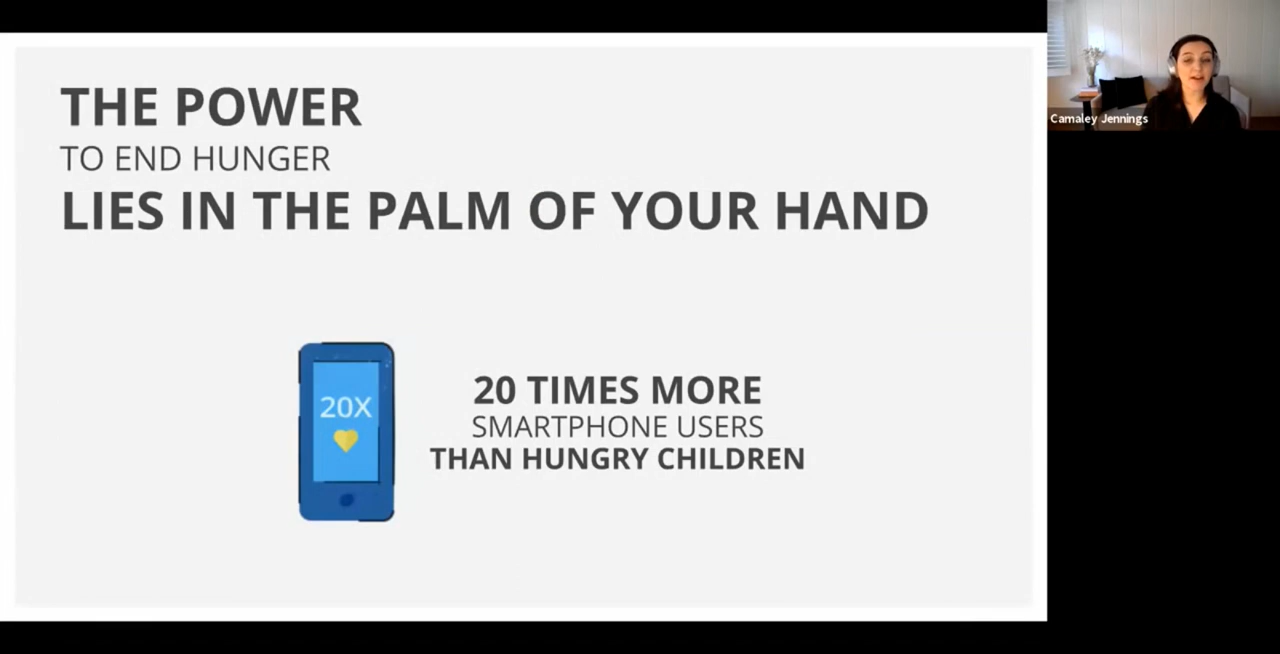 THE POWER
TO END HUNGER
LIES IN THE PALM OF YOUR HAND
20X
20 TIMES MORE
SMARTPHONE USERS
THAN HUNGRY CHILDREN
Camaley Jennings